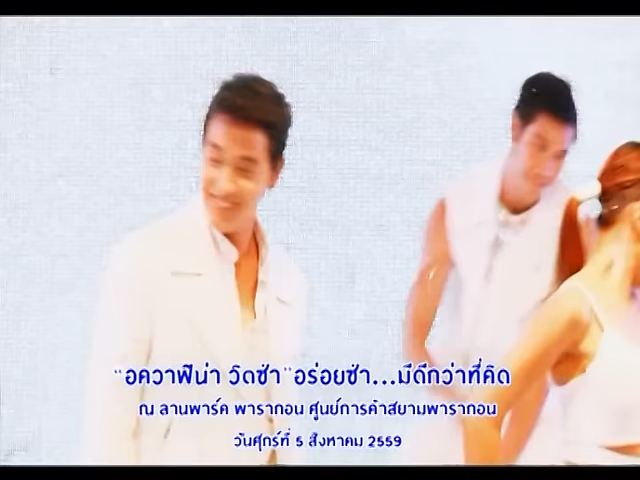 “อควาฟิน่า วิตซ่า”อร่อยซ่า...มีดีกว่าที่คิด
ณ ลานพาร์ค พารากอน ศูนย์การค้าสยามพารากอน
วันศุกร์ที่ 5 สิงหาคม 2559